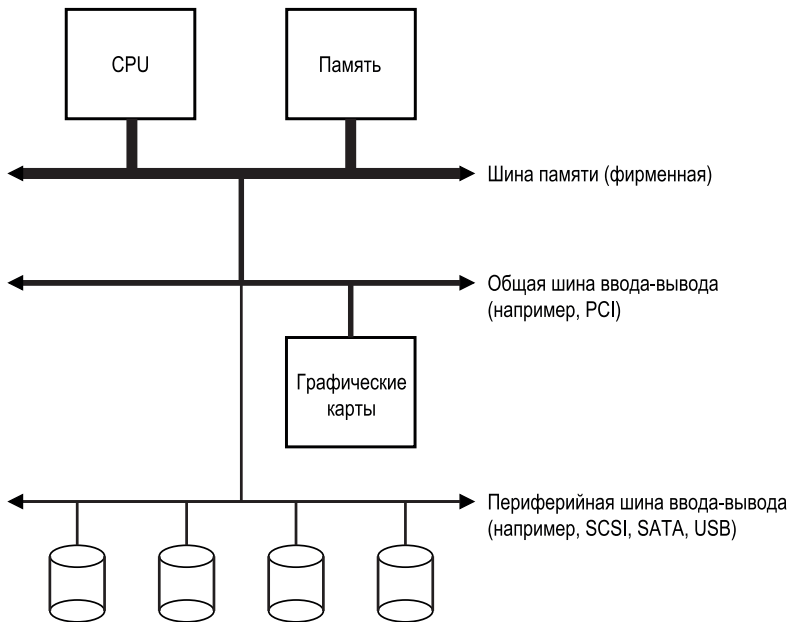 CPU
Память
Шина памяти (фирменная)
Общая шина ввода-вывода
(например, PCI)
Графические
карты
Периферийная шина ввода-вывода
(например, SCSI, SATA, USB)